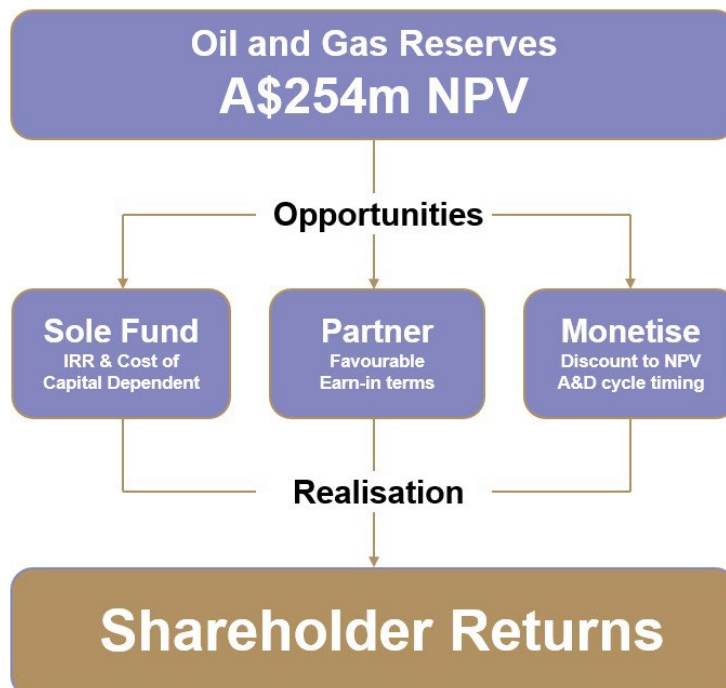 Oil and Gas Reserves
A$254m NPV
Opportunities
Sole Fund
IRR & Cost of
Capital Dependent
Partner
Favourable
Earn-in terms
Monetise
Discount to NPV
A&D cycle timing
Realisation
Shareholder Returns